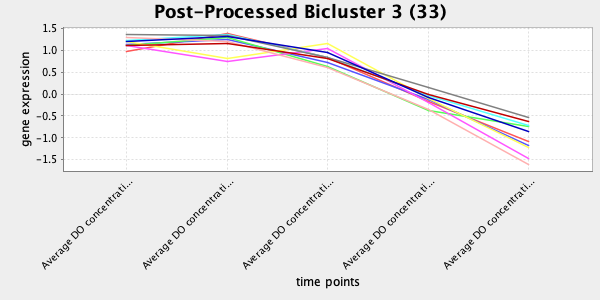 Post-Processed Bicluster 3 (33)
gene expression
1.5
1.0
0.5
0.0
-0.5
-1.0
-1.5
Average DO concentrati...
Average DO concentrati...
Average DO concentrati...
Average DO concentrati...
Average DO concentrati...
time points